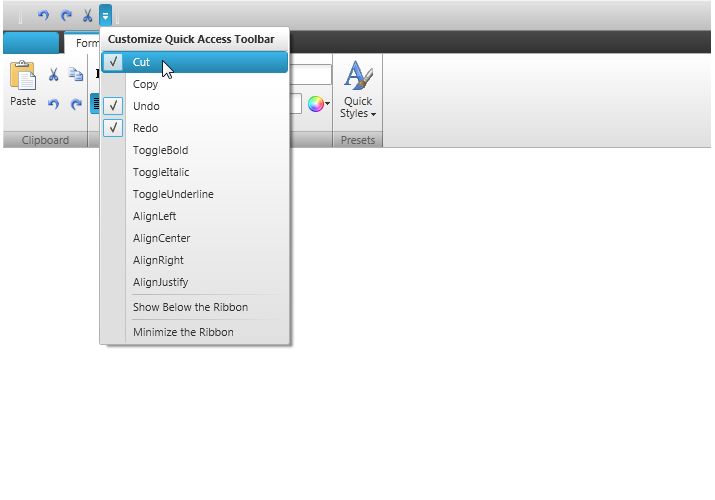 Customize Quick Access Toolbar
Form
Cut
Copy
Undo
Redo
ToggleBold
ToggleItalic
ToggleUnderline
AlignLeft
AlignCenter
AlignRight
AlignJustify
Show Below the Ribbon
Minimize the Ribbon
Paste
Clipboard
Quick
Styles
Presets